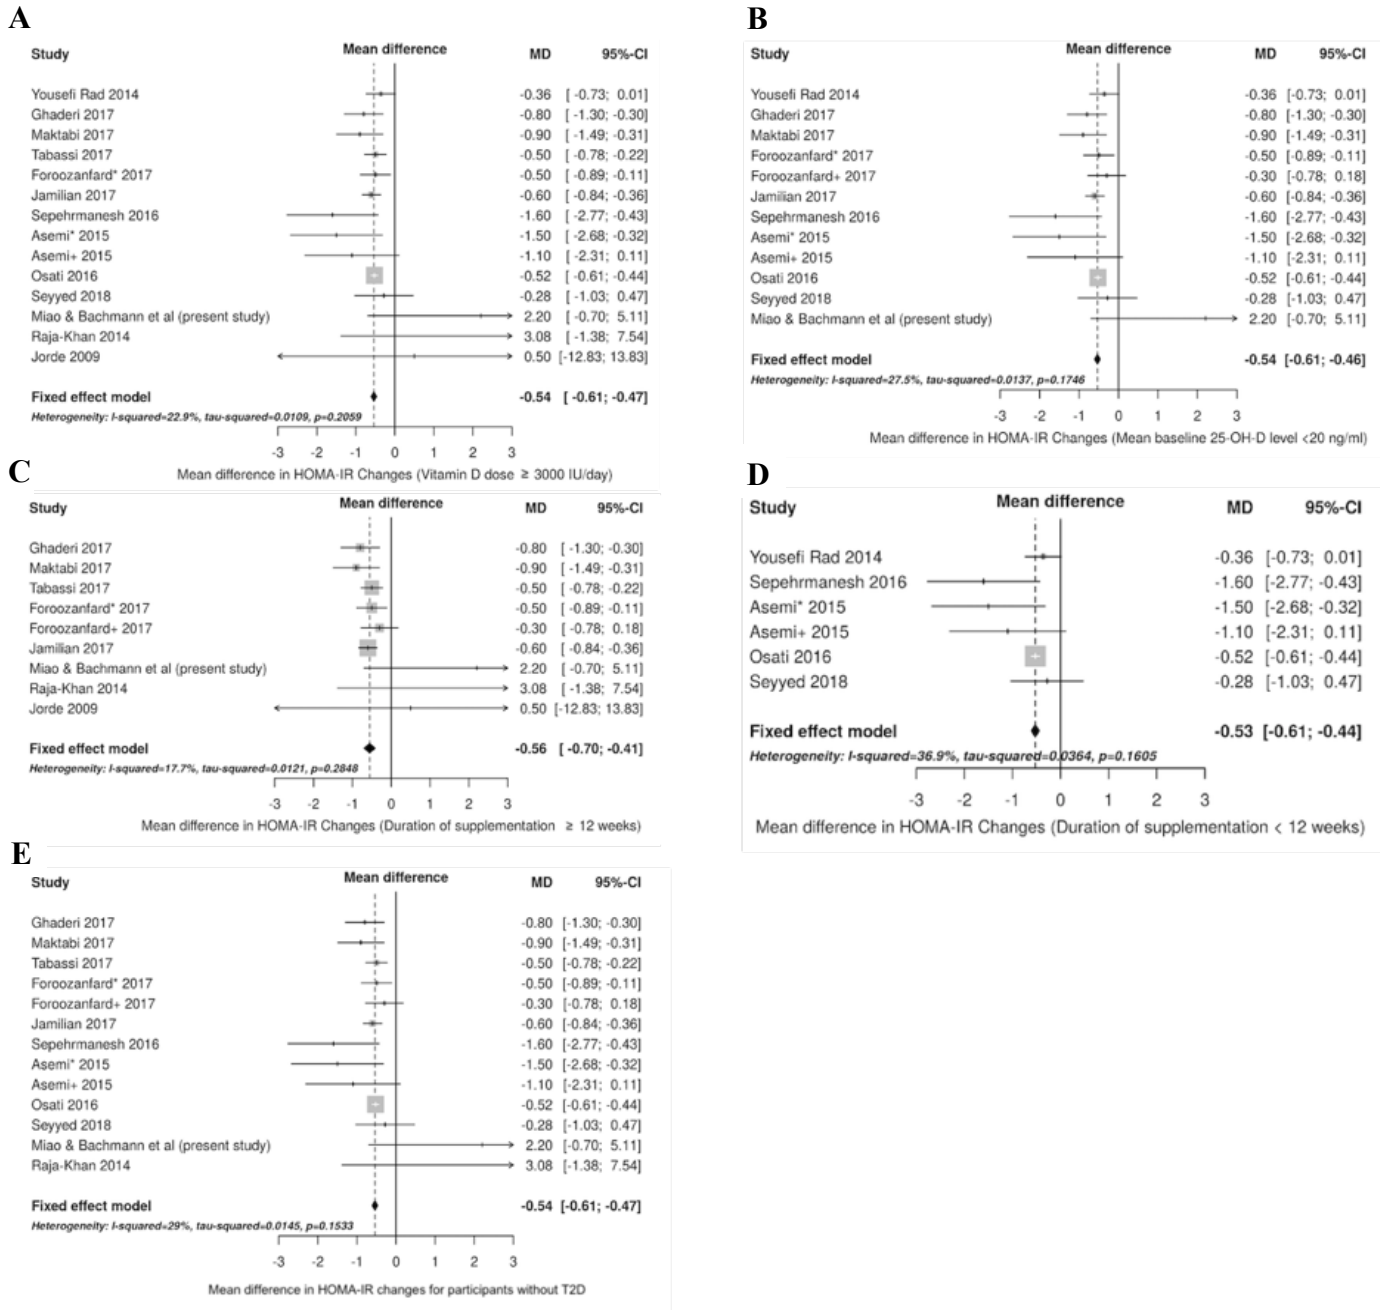 A
Mean difference
Study MD 95%-CI
Yousefi Rad 2014 -0.36 [ -0.73; 0.01]
Ghaderi 2017 -0.80 [ -1.30; -0.30]
Maktabi 2017 -0.90 [ -1.49; -0.31]
Tabassi 2017 -0.50 [ -0.78; -0.22]
Foroozanfard* 2017 -0.50 [ -0.89; -0.11]
Jamilian 2017 -0.60 [ -0.84; -0.36]
Sepehrmanesh 2016 -1.60 [ -2.77; -0.43]
Asemi* 2015 -1.50 [ -2.68; -0.32]
Asemi+ 2015 -1.10 [ -2.31; 0.11]
Osati 2016 -0.52 [ -0.61; -0.44]
Seyyed 2018 -0.28 [ -1.03; 0.47]
Miao & Bachmann et al (present study) 2.20 [ -0.70; 5.11]
Raja-Khan 2014 3.08 [ -1.38; 7.54]
Jorde 2009 0.50 [-12.83; 13.83]
Fixed effect model -0.54 [ -0.61; -0.47]
Heterogeneity: I-squared=22.9%, tau-squared=0.0109, p=0.2059
-3 -2 -1 0 1 2 3
Mean difference in HOMA-IR Changes (Vitamin D dose ≥ 3000 IU/day)
B
Mean difference
Study MD 95%-CI
Yousefi Rad 2014 -0.36 [-0.73; 0.01]
Ghaderi 2017 -0.80 [-1.30; -0.30]
Maktabi 2017 -0.90 [-1.49; -0.31]
Foroozanfard* 2017 -0.50 [-0.89; -0.11]
Foroozanfard+ 2017 -0.30 [-0.78; 0.18]
Jamilian 2017 -0.60 [-0.84; -0.36]
Sepehrmanesh 2016 -1.60 [-2.77; -0.43]
Asemi* 2015 -1.50 [-2.68; -0.32]
Asemi+ 2015 -1.10 [-2.31; 0.11]
Osati 2016 -0.52 [-0.61; -0.44]
Seyyed 2018 -0.28 [-1.03; 0.47]
Miao & Bachmann et al (present study) 2.20 [-0.70; 5.11]
Fixed effect model -0.54 [-0.61; -0.46]
Heterogeneity: I-squared=27.5%, tau-squared=0.0137, p=0.1746
-3 -2 -1 0 1 2 3
Mean difference in HOMA-IR Changes (Mean baseline 25-OH-D level <20 ng/ml)
C
Mean difference
Study MD 95%-CI
Ghaderi 2017 -0.80 [ -1.30; -0.30]
Maktabi 2017 -0.90 [ -1.49; -0.31]
Tabassi 2017 -0.50 [ -0.78; -0.22]
Foroozanfard* 2017 -0.50 [ -0.89; -0.11]
Foroozanfard+ 2017 -0.30 [ -0.78; 0.18]
Jamilian 2017 -0.60 [ -0.84; -0.36]
Miao & Bachmann et al (present study) 2.20 [ -0.70; 5.11]
Raja-Khan 2014 3.08 [ -1.38; 7.54]
Jorde 2009 0.50 [-12.83; 13.83]
Fixed effect model -0.56 [ -0.70; -0.41]
Heterogeneity: I-squared=17.7%, tau-squared=0.0121, p=0.2848
-3 -2 -1 0 1 2 3
Mean difference in HOMA-IR Changes (Duration of supplementation ≥ 12 weeks)
D
Mean difference
Study MD 95%-CI
Yousefi Rad 2014 -0.36 [-0.73; 0.01]
Sepehrmanesh 2016 -1.60 [-2.77; -0.43]
Asemi* 2015 -1.50 [-2.68; -0.32]
Asemi+ 2015 -1.10 [-2.31; 0.11]
Osati 2016 -0.52 [-0.61; -0.44]
Seyyed 2018 -0.28 [-1.03; 0.47]
Fixed effect model -0.53 [-0.61; -0.44]
Heterogeneity: I-squared=36.9%, tau-squared=0.0364, p=0.1605
-3 -2 -1 0 1 2 3
Mean difference in HOMA-IR Changes (Duration of supplementation < 12 weeks)
E
Mean difference
Study MD 95%-CI
Ghaderi 2017 -0.80 [-1.30; -0.30]
Maktabi 2017 -0.90 [-1.49; -0.31]
Tabassi 2017 -0.50 [-0.78; -0.22]
Foroozanfard* 2017 -0.50 [-0.89; -0.11]
Foroozanfard+ 2017 -0.30 [-0.78; 0.18]
Jamilian 2017 -0.60 [-0.84; -0.36]
Sepehrmanesh 2016 -1.60 [-2.77; -0.43]
Asemi* 2015 -1.50 [-2.68; -0.32]
Asemi+ 2015 -1.10 [-2.31; 0.11]
Osati 2016 -0.52 [-0.61; -0.44]
Seyyed 2018 -0.28 [-1.03; 0.47]
Miao & Bachmann et al (present study) 2.20 [-0.70; 5.11]
Raja-Khan 2014 3.08 [-1.38; 7.54]
Fixed effect model -0.54 [-0.61; -0.47]
Heterogeneity: I-squared=29%, tau-squared=0.0145, p=0.1533
-3 -2 -1 0 1 2 3
Mean difference in HOMA-IR changes for participants without T2D